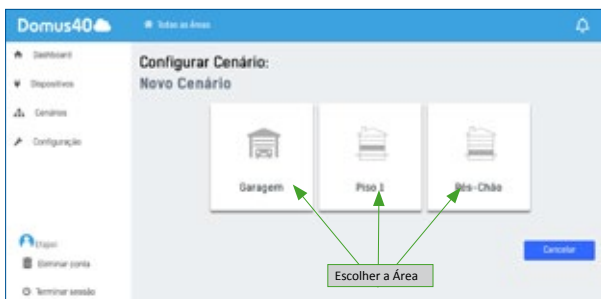 Domus40
Todas as Áreas
Dashboard
Configurar Cenário:
Dispositivos
Novo Cenário
Cenários
Configuração
Garagem
Piso 1
Rés-Chão
Eliminar conta
Cancelar
Escolher a Área
Terminar sessão